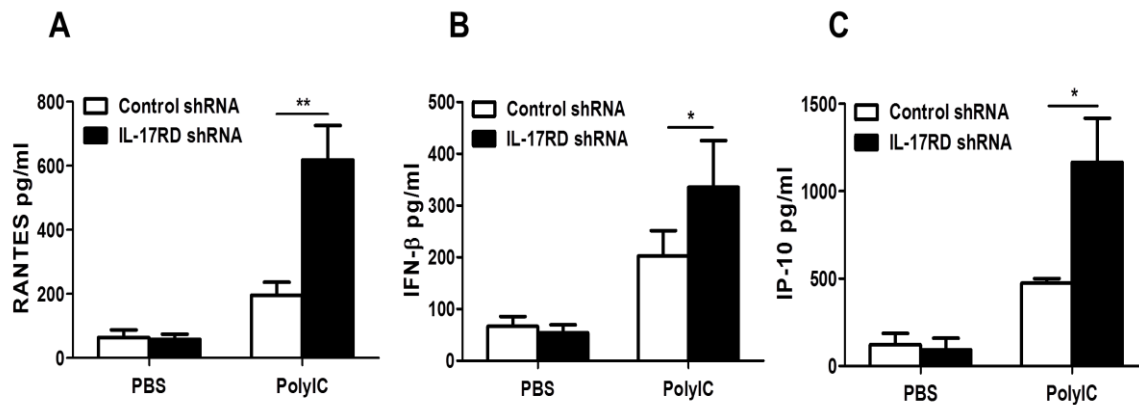 A
Control shRNA
IL-17RD shRNA
RANTES pg/ml
800
600
400
200
0
**
PBS
PolyIC
B
Control shRNA
IL-17RD shRNA
IFN-β pg/ml
500
400
300
200
100
0
*
PBS
PolyIC
C
Control shRNA
IL-17RD shRNA
IP-10 pg/ml
1500
1000
500
0
*
PBS
PolyIC